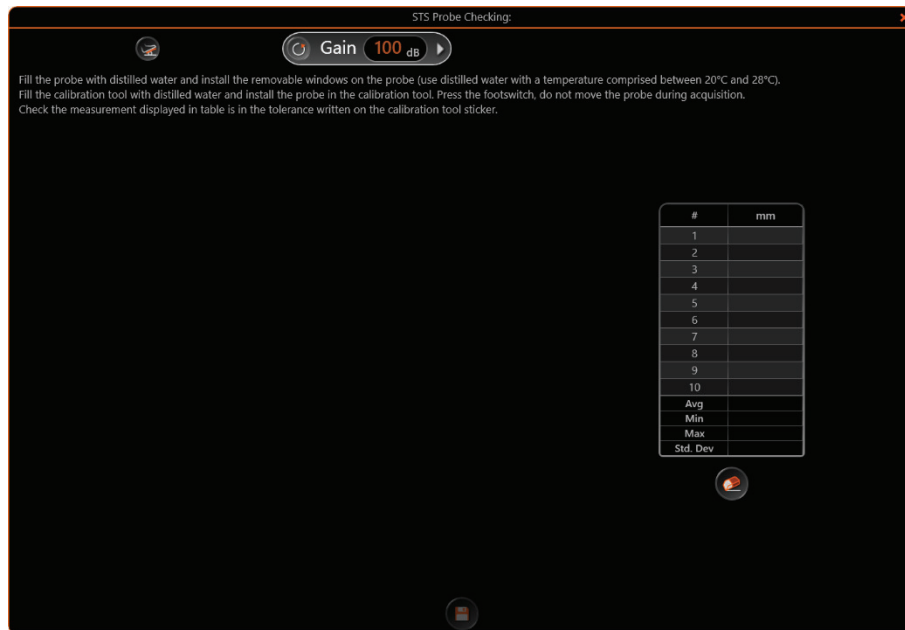 STS Probe Checking:
Gain 100 dB
Fill the probe with distilled water and install the removable windows on the probe (use distilled water with a temperature comprised between 20°C and 28°C).
Fill the calibration tool with distilled water and install the probe in the calibration tool. Press the footswitch, do not move the probe during acquisition.
Check the measurement displayed in table is in the tolerance written on the calibration tool sticker.
# mm
1
2
3
4
5
6
7
8
9
10
Avg
Min
Max
Std. Dev